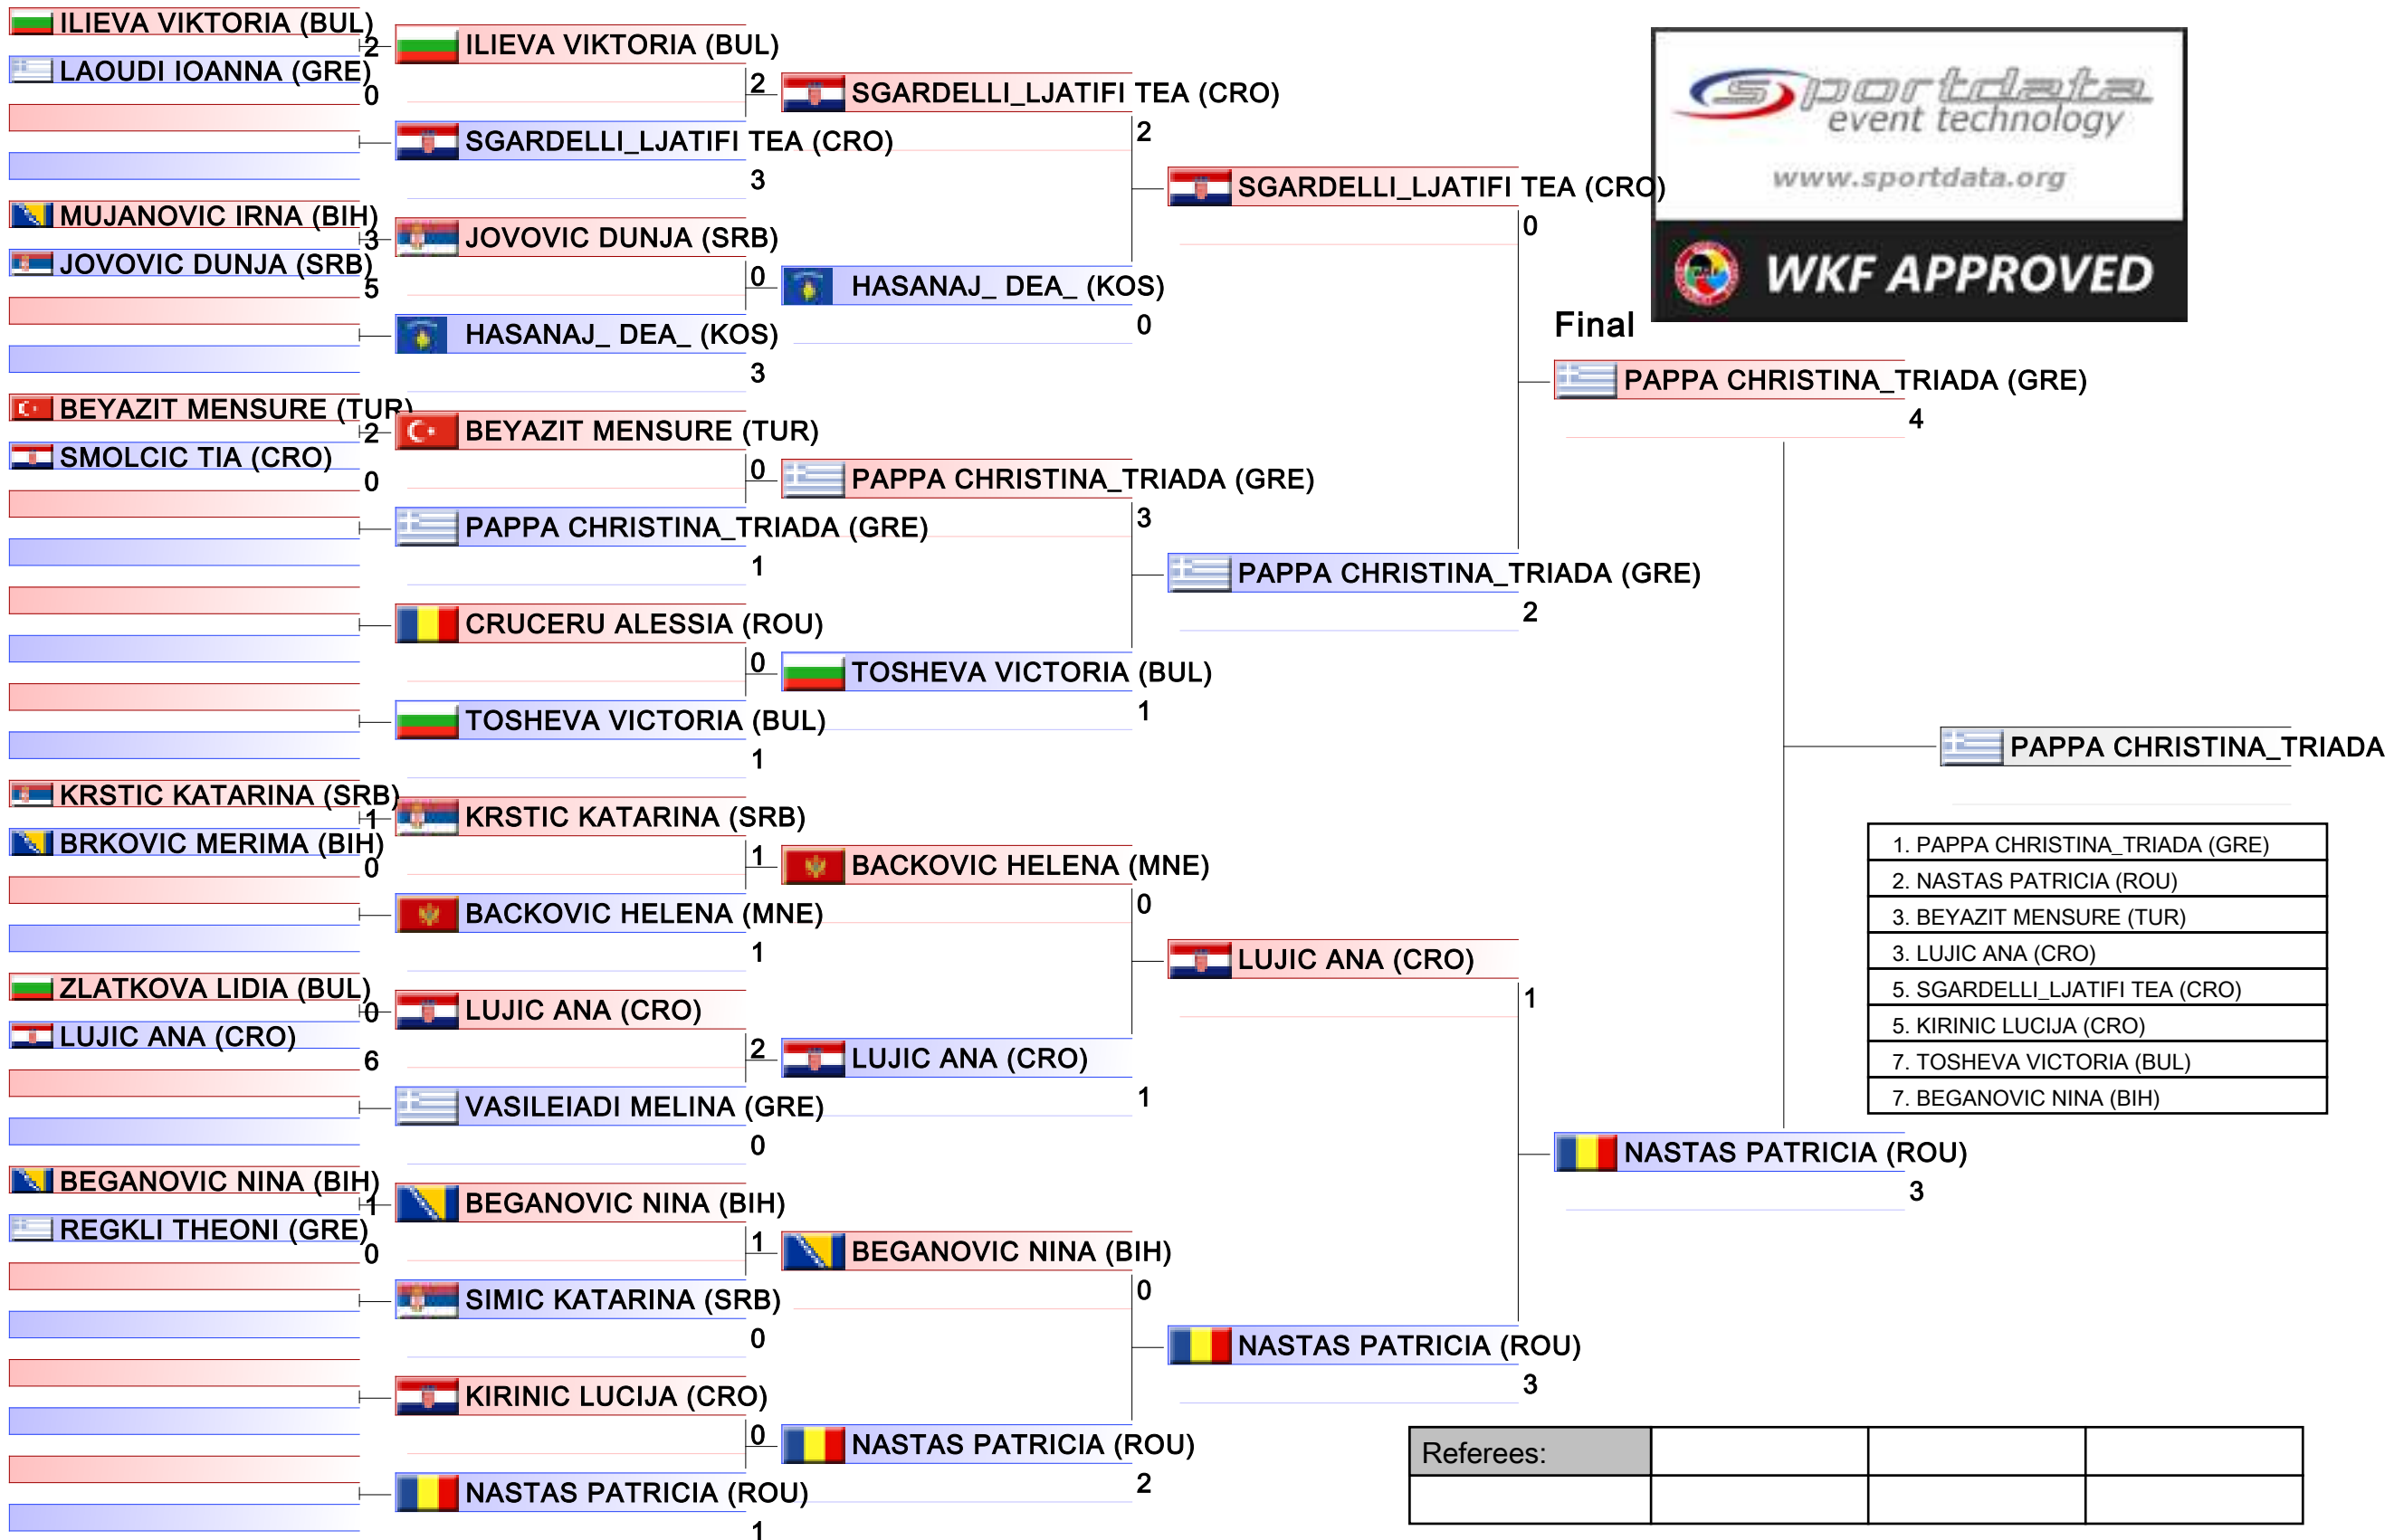 ILIEVA VIKTORIA (BUL)
2
LAOUDI IOANNA (GRE)
0
MUJANOVIC IRNA (BIH)
3
JOVOVIC DUNJA (SRB)
5
BEYAZIT MENSURE (TUR)
2
SMOLCIC TIA (CRO)
0
KRSTIC KATARINA (SRB)
1
BRKOVIC MERIMA (BIH)
0
ZLATKOVA LIDIA (BUL)
0
LUJIC ANA (CRO)
6
BEGANOVIC NINA (BIH)
1
REGKLI THEONI (GRE)
0
ILIEVA VIKTORIA (BUL)
2
SGARDELLI_LJATIFI TEA (CRO)
3
JOVOVIC DUNJA (SRB)
0
HASANAJ_ DEA_ (KOS)
3
BEYAZIT MENSURE (TUR)
0
PAPPA CHRISTINA_TRIADA (GRE)
1
CRUCERU ALESSIA (ROU)
0
TOSHEVA VICTORIA (BUL)
1
KRSTIC KATARINA (SRB)
1
BACKOVIC HELENA (MNE)
1
LUJIC ANA (CRO)
2
VASILEIADI MELINA (GRE)
0
BEGANOVIC NINA (BIH)
1
SIMIC KATARINA (SRB)
0
KIRINIC LUCIJA (CRO)
0
NASTAS PATRICIA (ROU)
1
SGARDELLI_LJATIFI TEA (CRO)
2
HASANAJ_ DEA_ (KOS)
0
PAPPA CHRISTINA_TRIADA (GRE)
3
TOSHEVA VICTORIA (BUL)
1
BACKOVIC HELENA (MNE)
0
LUJIC ANA (CRO)
1
BEGANOVIC NINA (BIH)
0
NASTAS PATRICIA (ROU)
2
SGARDELLI_LJATIFI TEA (CRO)
0
PAPPA CHRISTINA_TRIADA (GRE)
2
LUJIC ANA (CRO)
1
NASTAS PATRICIA (ROU)
3
sportdata
event technology
www.sportdata.org
WKF APPROVED
Final
PAPPA CHRISTINA_TRIADA (GRE)
4
NASTAS PATRICIA (ROU)
3
PAPPA CHRISTINA_TRIADA
1. PAPPA CHRISTINA_TRIADA (GRE)
2. NASTAS PATRICIA (ROU)
3. BEYAZIT MENSURE (TUR)
3. LUJIC ANA (CRO)
5. SGARDELLI_LJATIFI TEA (CRO)
5. KIRINIC LUCIJA (CRO)
7. TOSHEVA VICTORIA (BUL)
7. BEGANOVIC NINA (BIH)
Referees: